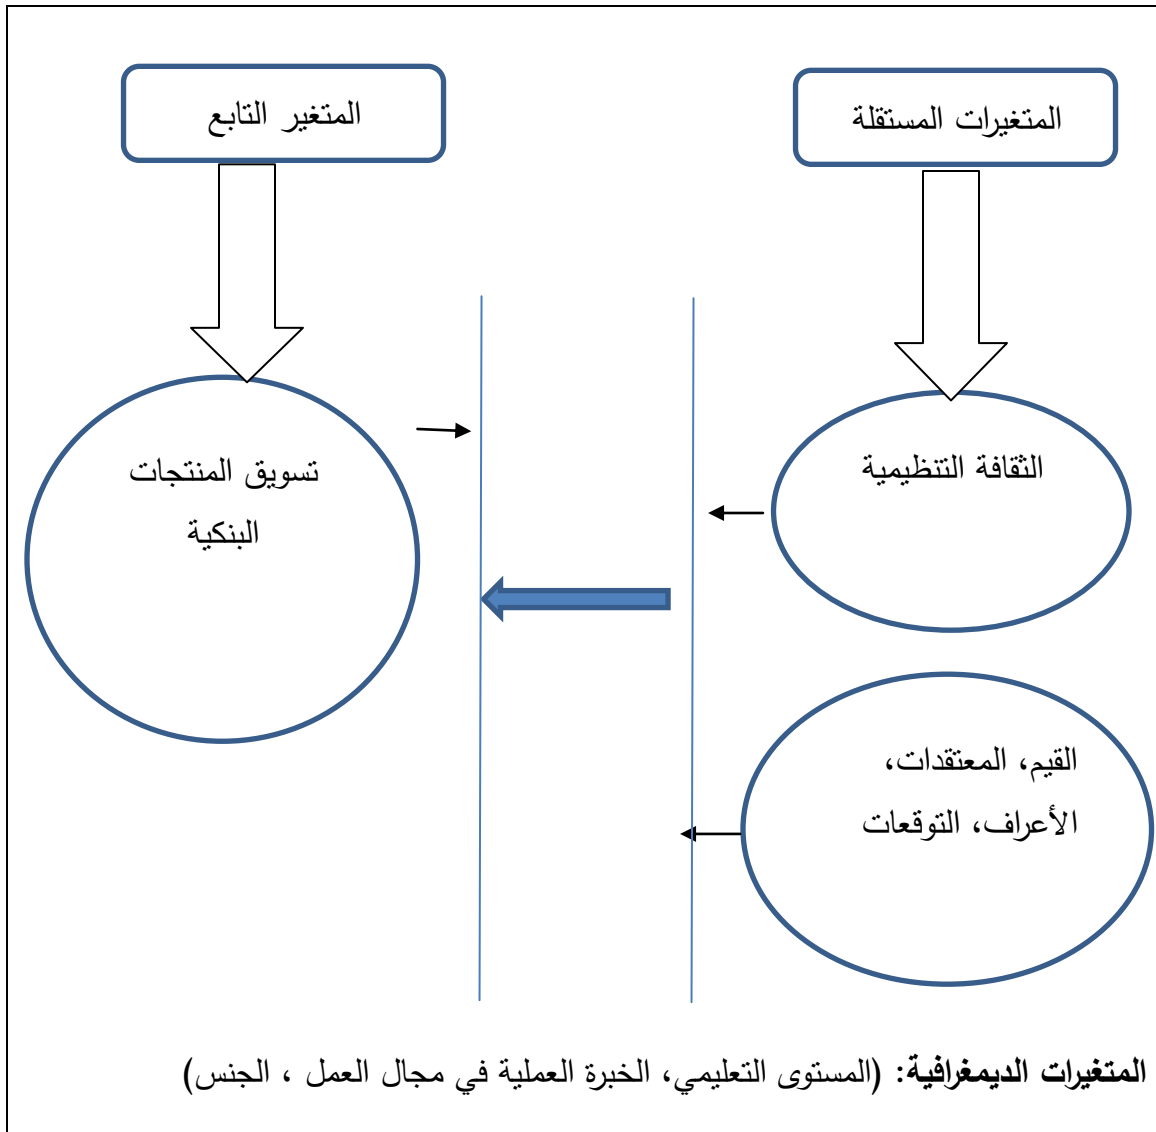 المتغيرات المستقلة
المتغير التابع
الثقافة التنظيمية
تسويق المنتجات
البنكية
القيم، المعتقدات،
الأعراف، التوقعات
المتغيرات الديمغرافية: (المستوى التعليمي، الخبرة العملية في مجال العمل ، الجنس)